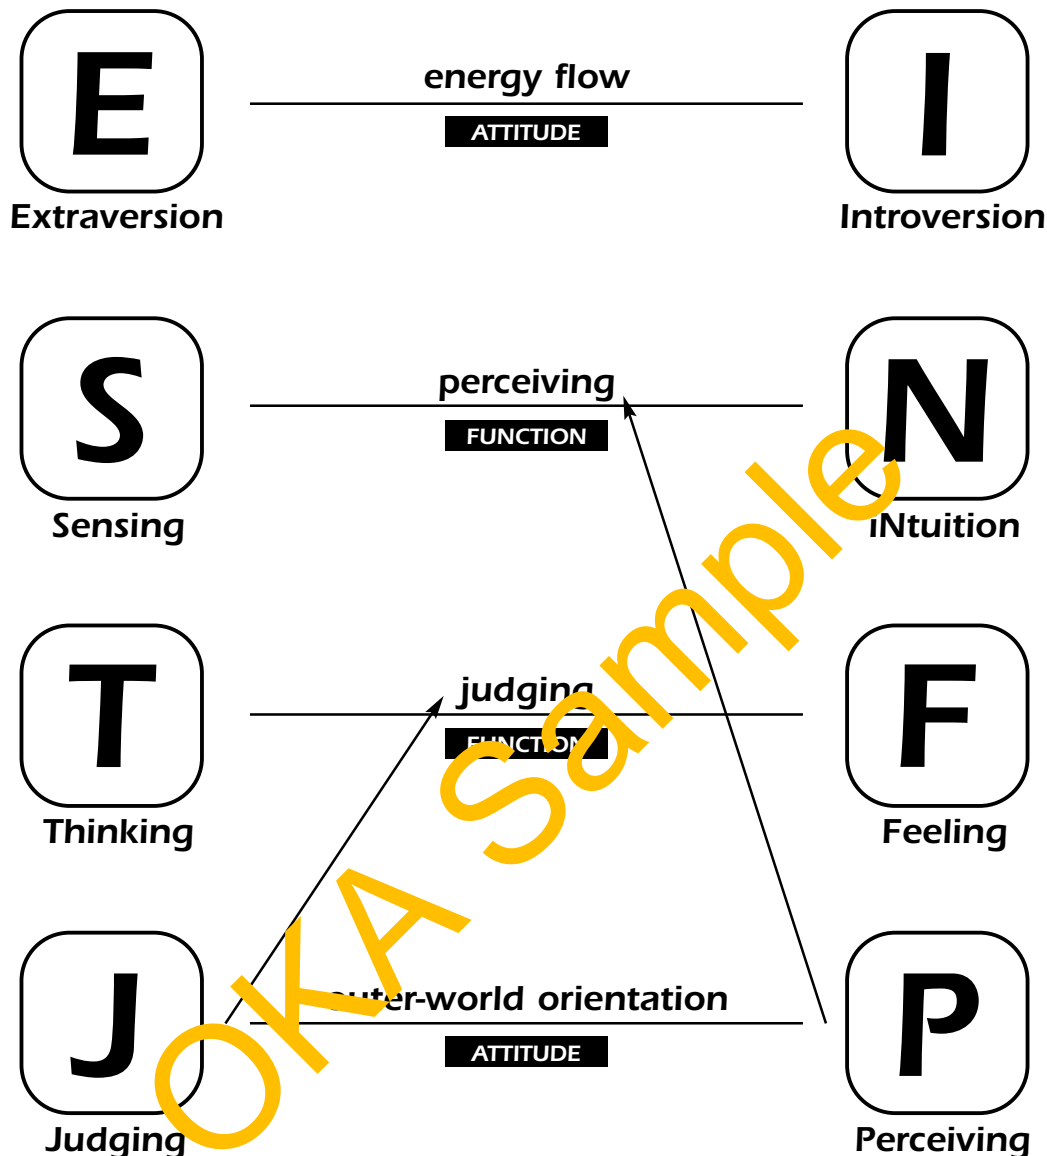 E
energy flow
I
ATTITUDE
Extraversion
Introversion
S
perceiving
N
FUNCTION
Sensing
iNtuition
T
judging
F
FUNCTION
Thinking
Feeling
J
outer-world orientation
P
ATTITUDE
Judging
Perceiving
OKA Sample